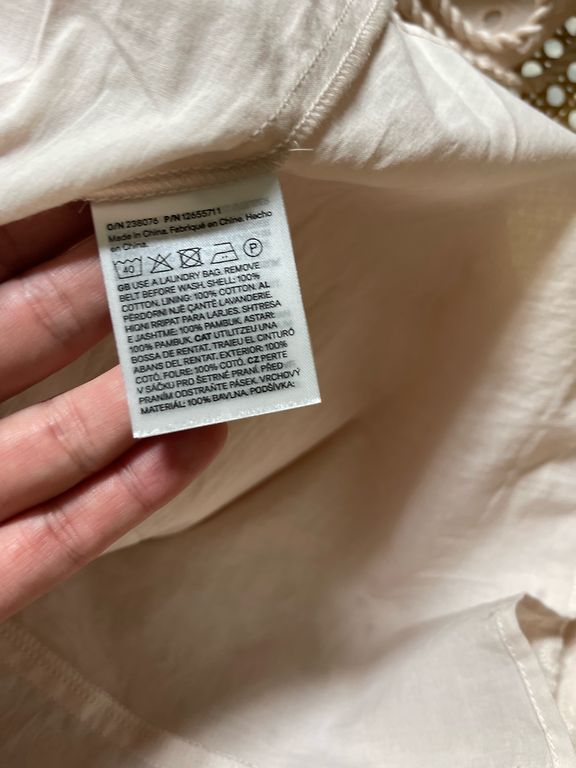 O/N 238076 P/N 12655711
Made in China. Fabriqué en Chine. Hecho
en China.
40 P
GB USE A LAUNDRY BAG. REMOVE
BELT BEFORE WASH. SHELL: 100%
COTTON. LINING: 100% COTTON. AL
PËRDORNI NJË ÇANTË LAVANDERIE.
HIQNI RRIPAT PARA LARJES. SHTRESA
E JASHTME: 100% PAMBUK. ASTARI:
100% PAMBUK. CAT UTILITZEU UNA
BOSSA DE RENTAT. TRAIEU EL CINTURÓ
ABANS DEL RENTAT. EXTERIOR: 100%
COTÓ. FOLRE: 100% COTÓ. CZ PERTE
V SÁČKU PRO ŠETRNÉ PRANÍ. PŘED
PRANÍM ODSTRAŇTE PÁSEK. VRCHOVÝ
MATERIÁL: 100% BAVLNA. PODŠÍVKA: